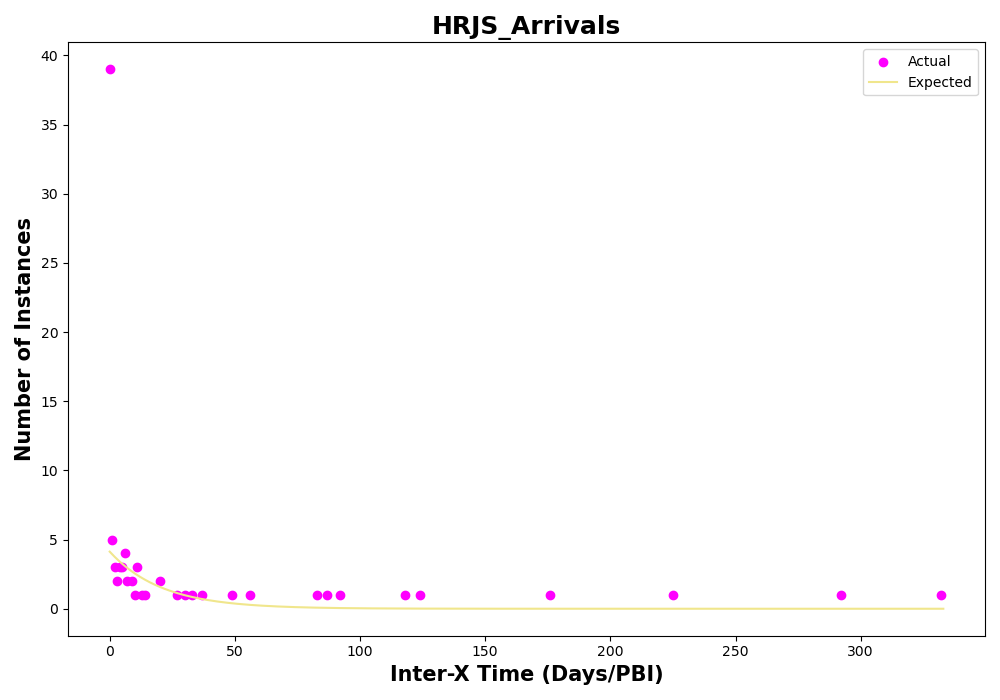 HRJS_Arrivals
Actual
Expected
40
35
30
25
20
15
10
5
0
Number of Instances
0 50 100 150 200 250 300
Inter-X Time (Days/PBI)